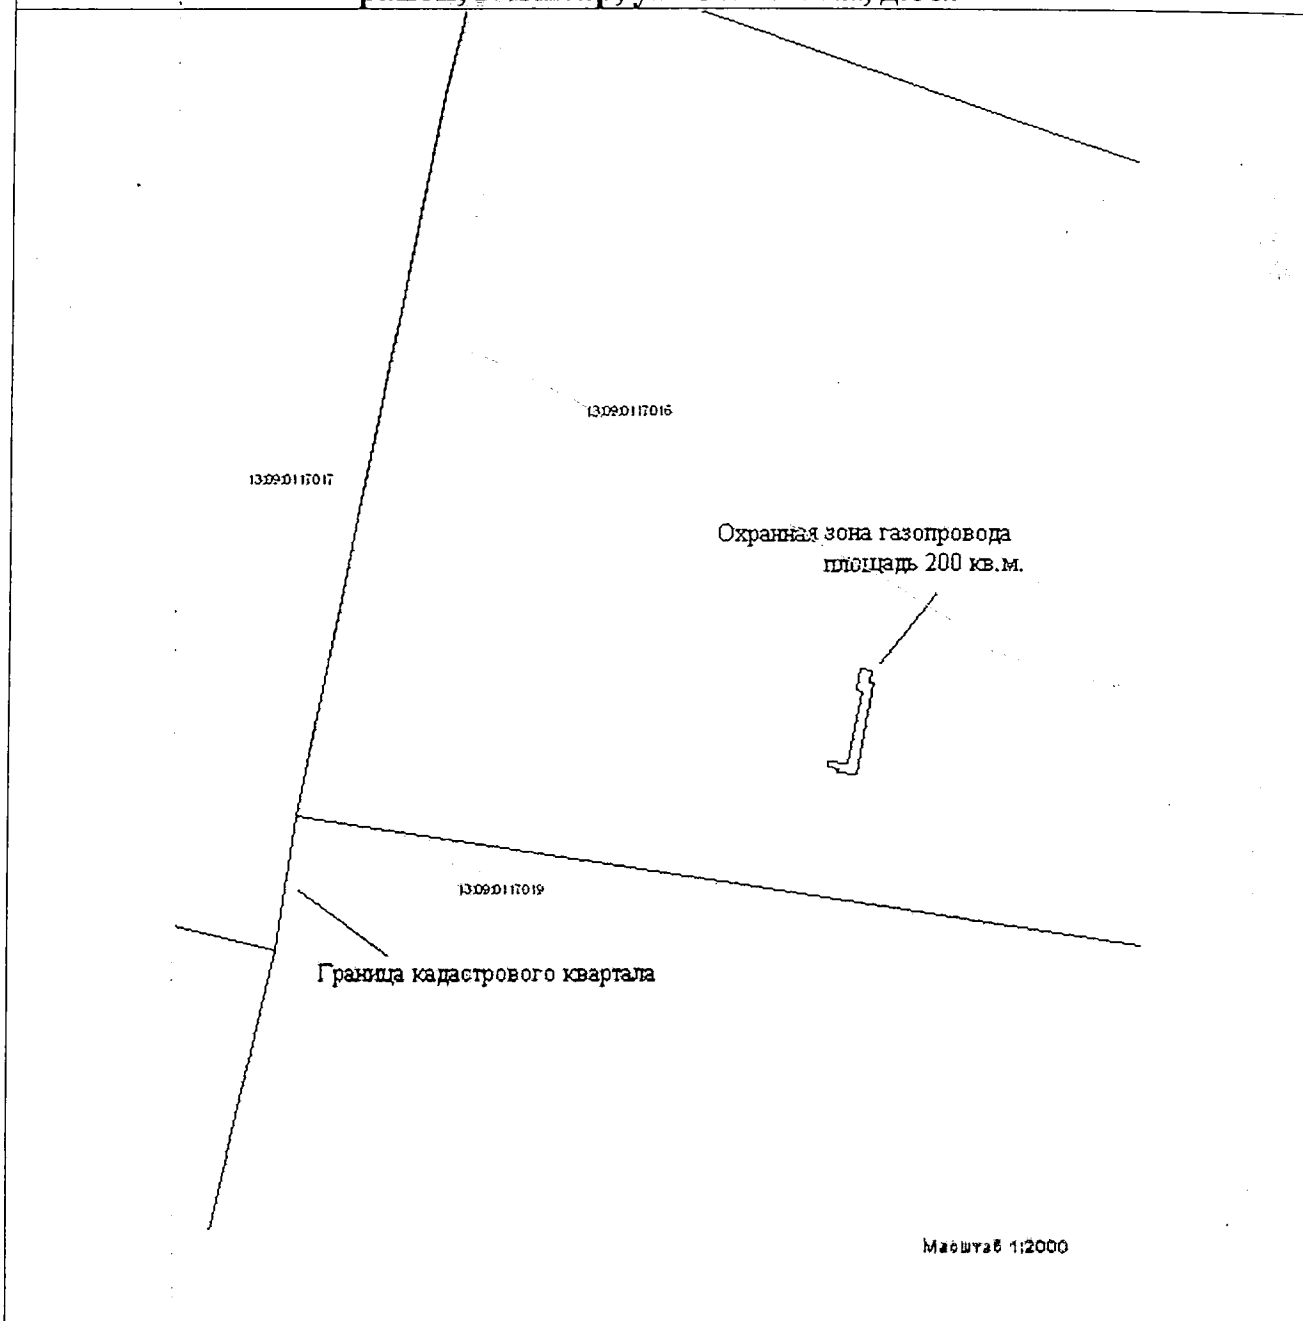 13:09:0117016
13:09:0117017
Охранная зона газопровода
площадь 200 кв.м.
13:09:0117019
Граница кадастрового квартала
Масштаб 1:2000